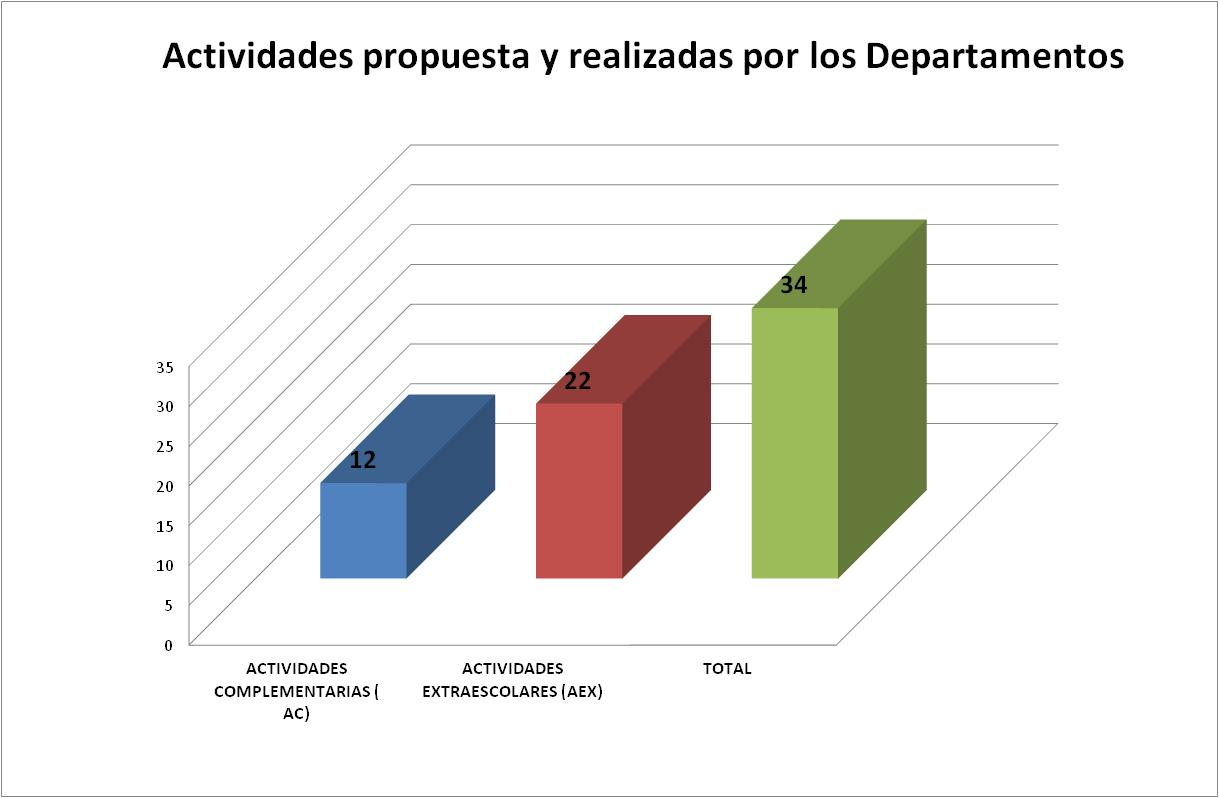 Actividades propuesta y realizadas por los Departamentos
34
22
12
35
30
25
20
15
10
5
0
ACTIVIDADES
COMPLEMENTARIAS (
AC)
ACTIVIDADES
EXTRAESCOLARES (AEX)
TOTAL